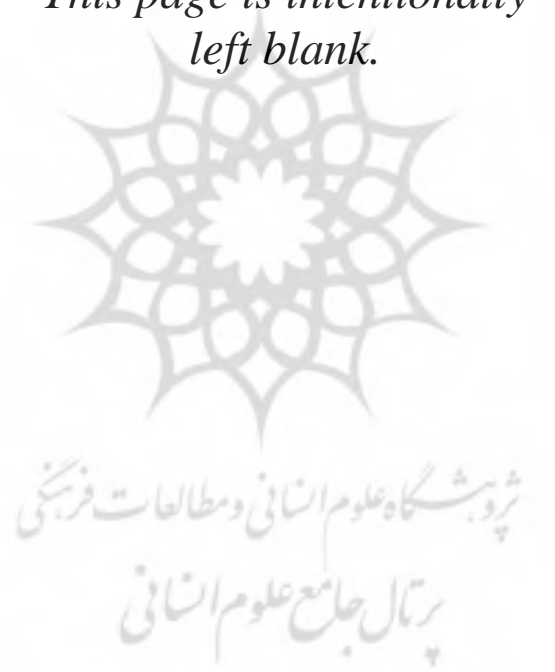 This page is intentionally
left blank.
پژوهشگاه علوم انسانی و مطالعات فرهنگی
پرتال جامع علوم انسانی